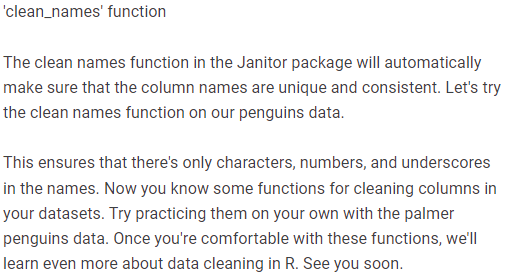 'clean_names' function
The clean names function in the Janitor package will automatically
make sure that the column names are unique and consistent. Let's try
the clean names function on our penguins data.
This ensures that there's only characters, numbers, and underscores
in the names. Now you know some functions for cleaning columns in
your datasets. Try practicing them on your own with the palmer
penguins data. Once you're comfortable with these functions, we'll
learn even more about data cleaning in R. See you soon.